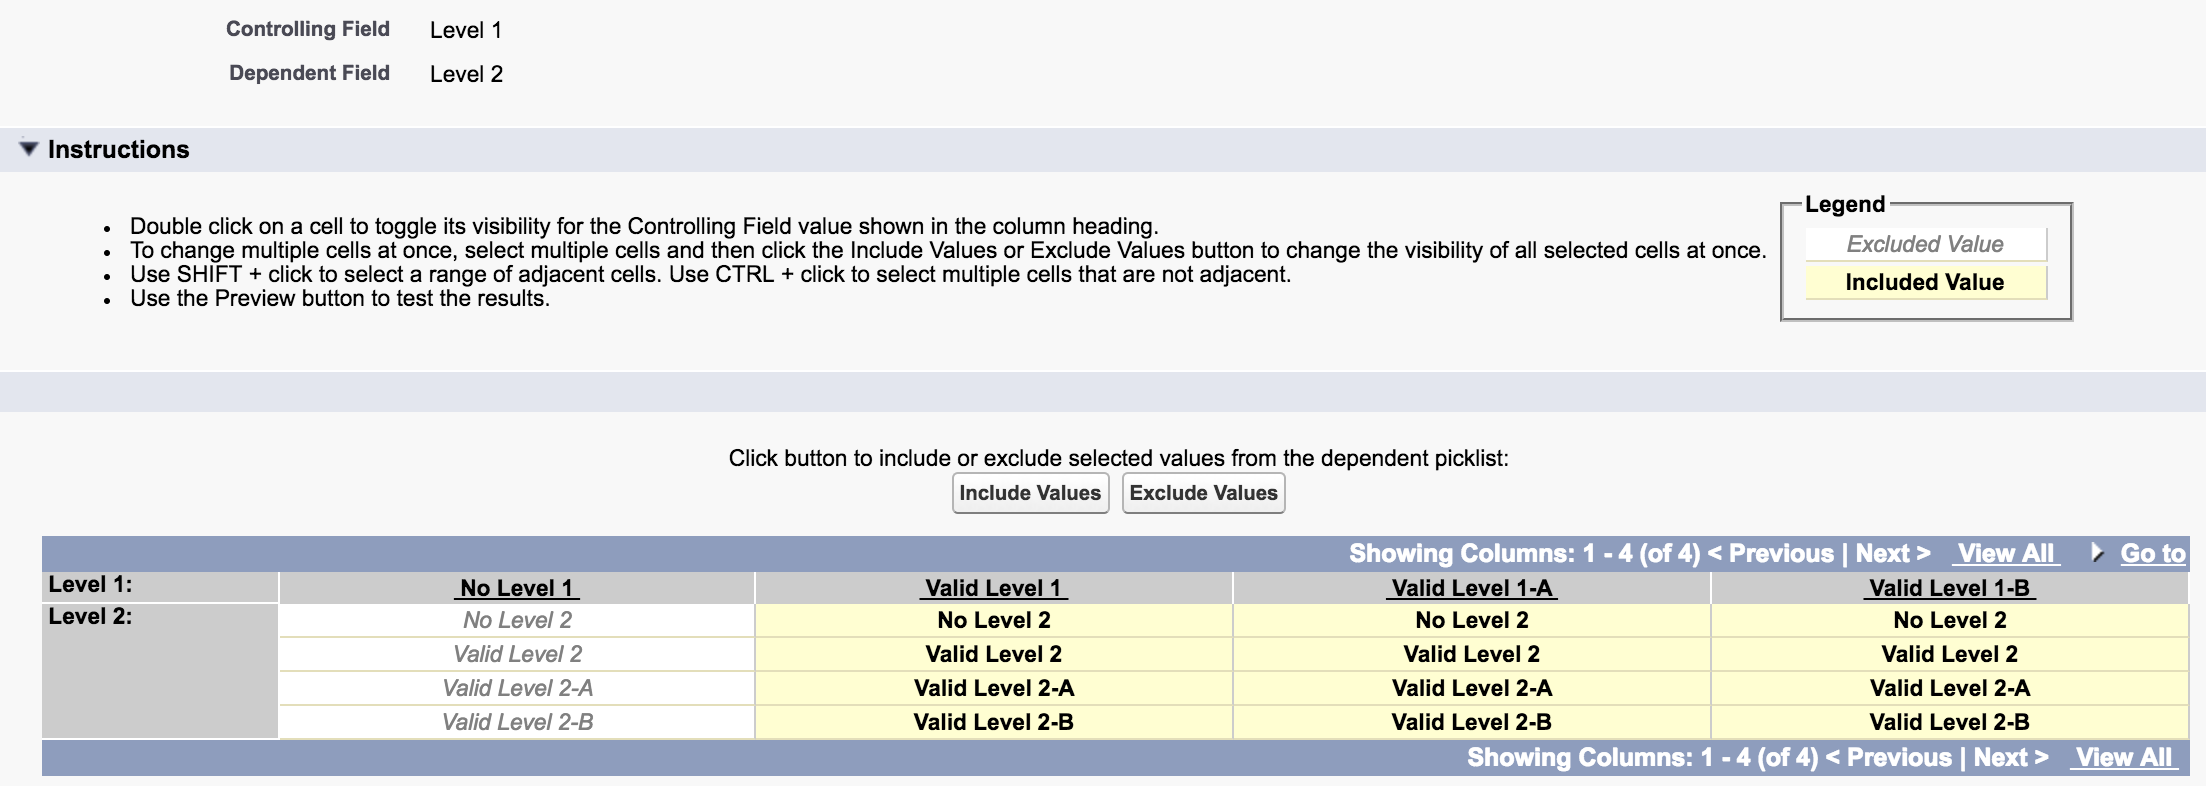 Controlling Field Level 1
Dependent Field Level 2
Instructions
• Double click on a cell to toggle its visibility for the Controlling Field value shown in the column heading.
• To change multiple cells at once, select multiple cells and then click the Include Values or Exclude Values button to change the visibility of all selected cells at once.
• Use SHIFT + click to select a range of adjacent cells. Use CTRL + click to select multiple cells that are not adjacent.
• Use the Preview button to test the results.
Legend
Excluded Value
Included Value
Click button to include or exclude selected values from the dependent picklist:
Include Values Exclude Values
Showing Columns: 1 - 4 (of 4) < Previous | Next > View All Go to
Level 1: No Level 1 Valid Level 1 Valid Level 1-A Valid Level 1-B
Level 2: No Level 2 No Level 2 No Level 2 No Level 2
Valid Level 2 Valid Level 2 Valid Level 2 Valid Level 2
Valid Level 2-A Valid Level 2-A Valid Level 2-A Valid Level 2-A
Valid Level 2-B Valid Level 2-B Valid Level 2-B Valid Level 2-B
Showing Columns: 1 - 4 (of 4) < Previous | Next > View All